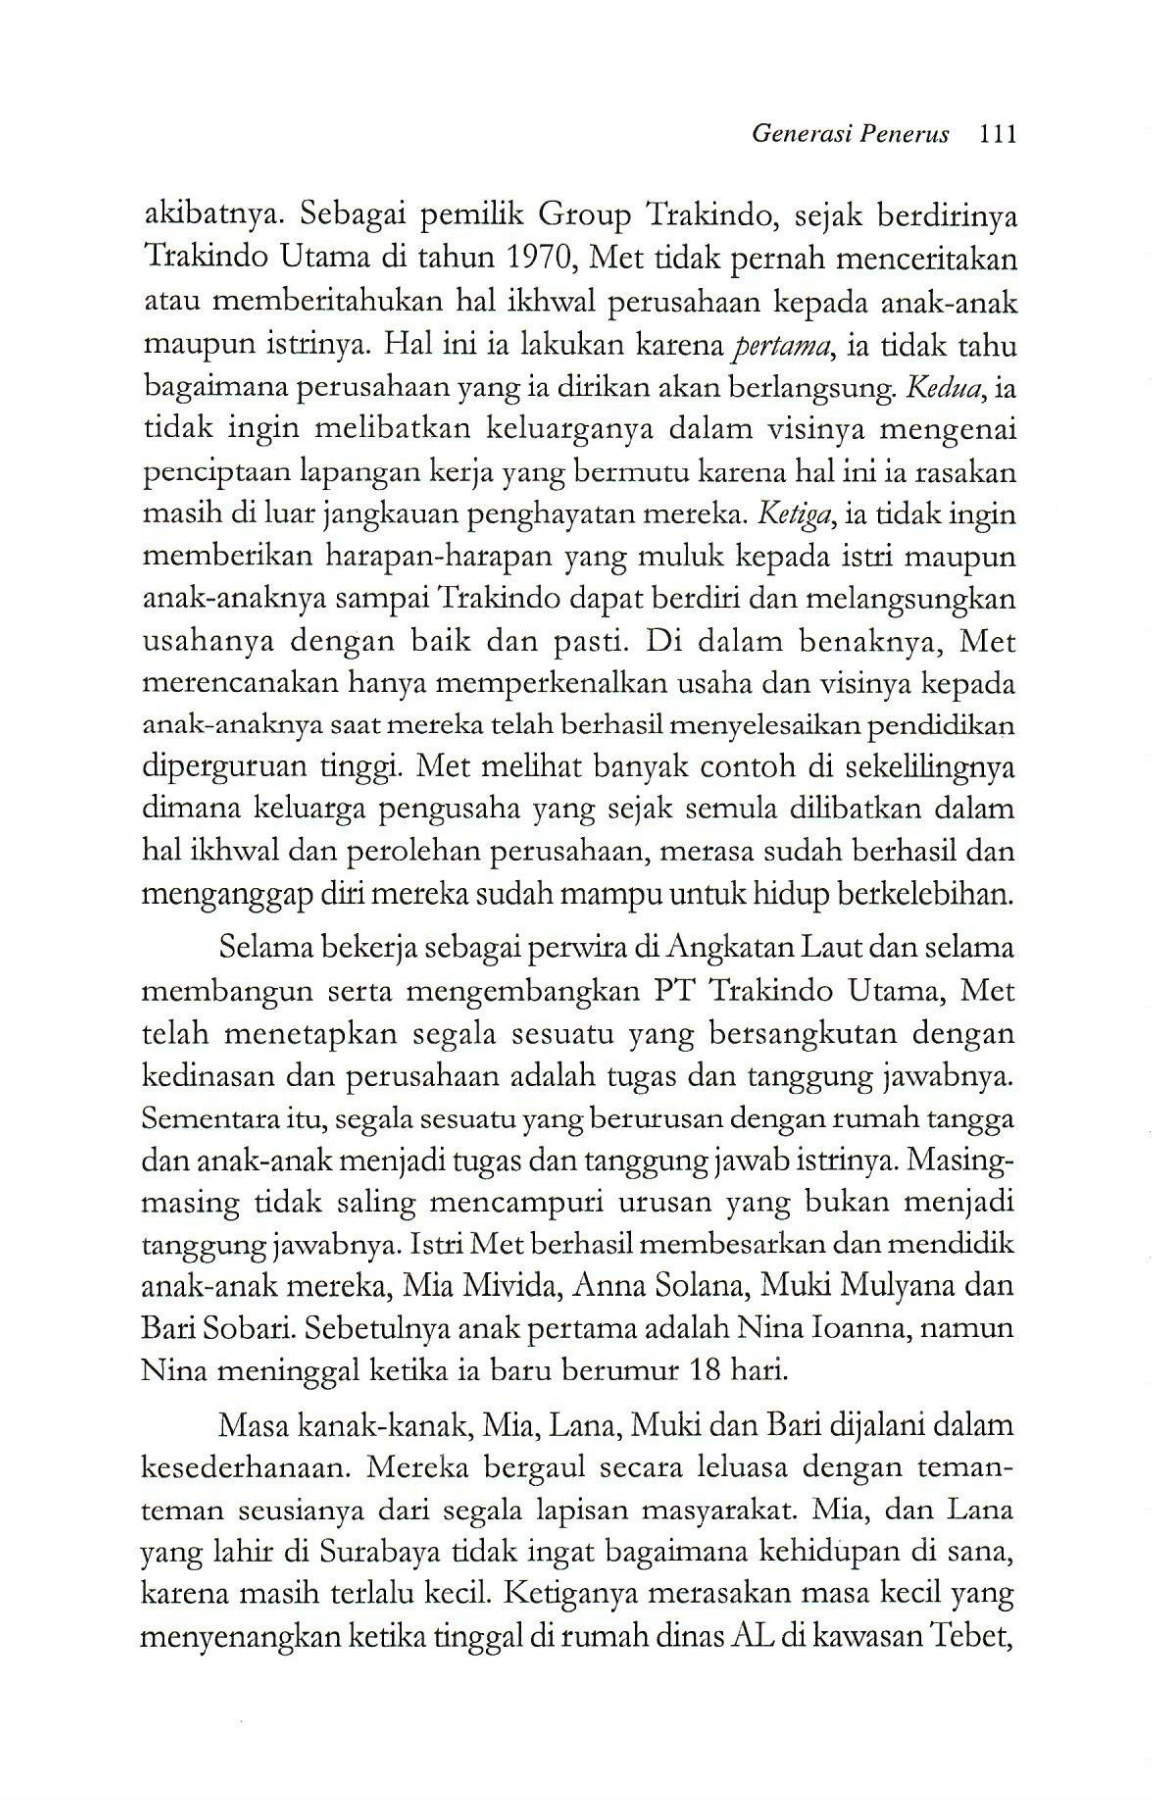 Generasi Penerus 111
akibatnya. Sebagai pemilik Group Trakindo, sejak berdirinya
Trakindo Utama di tahun 1970, Met tidak pernah menceritakan
atau memberitahukan hal ikhwal perusahaan kepada anak-anak
maupun istrinya. Hal ini ia lakukan karena pertama, ia tidak tahu
bagaimana perusahaan yang ia dirikan akan berlangsung. Kedua, ia
tidak ingin melibatkan keluarganya dalam visinya mengenai
penciptaan lapangan kerja yang bermutu karena hal ini ia rasakan
masih di luar jangkauan penghayatan mereka. Ketiga, ia tidak ingin
memberikan harapan-harapan yang muluk kepada istri maupun
anak-anaknya sampai Trakindo dapat berdiri dan melangsungkan
usahanya dengan baik dan pasti. Di dalam benaknya, Met
merencanakan hanya memperkenalkan usaha dan visinya kepada
anak-anaknya saat mereka telah berhasil menyelesaikan pendidikan
diperguruan tinggi. Met melihat banyak contoh di sekelilingnya
dimana keluarga pengusaha yang sejak semula dilibatkan dalam
hal ikhwal dan perolehan perusahaan, merasa sudah berhasil dan
menganggap diri mereka sudah mampu untuk hidup berkelebihan.
Selama bekerja sebagai perwira di Angkatan Laut dan selama
membangun serta mengembangkan PT Trakindo Utama, Met
telah menetapkan segala sesuatu yang bersangkutan dengan
kedinasan dan perusahaan adalah tugas dan tanggung jawabnya.
Sementara itu, segala sesuatu yang berurusan dengan rumah tangga
dan anak-anak menjadi tugas dan tanggung jawab istrinya. Masing-
masing tidak saling mencampuri urusan yang bukan menjadi
tanggung jawabnya. Istri Met berhasil membesarkan dan mendidik
anak-anak mereka, Mia Mivida, Anna Solana, Muki Mulyana dan
Bari Sobari. Sebetulnya anak pertama adalah Nina Ioanna, namun
Nina meninggal ketika ia baru berumur 18 hari.
Masa kanak-kanak, Mia, Lana, Muki dan Bari dijalani dalam
kesederhanaan. Mereka bergaul secara leluasa dengan teman-
teman seusianya dari segala lapisan masyarakat. Mia, dan Lana
yang lahir di Surabaya tidak ingat bagaimana kehidupan di sana,
karena masih terlalu kecil. Ketiganya merasakan masa kecil yang
menyenangkan ketika tinggal di rumah dinas AL di kawasan Tebet,